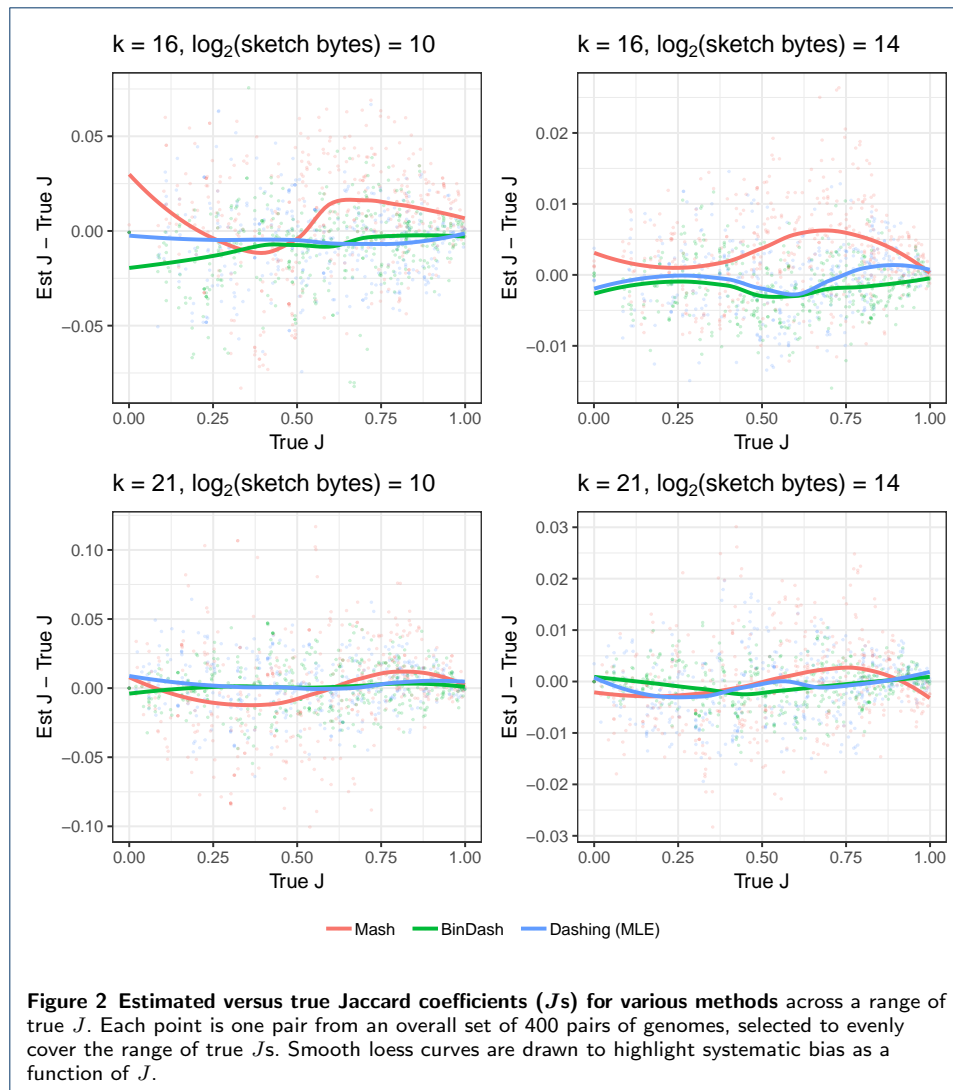 k = 16, log₂(sketch bytes) = 10
0.05
0.00
−0.05
Est J − True J
0.00 0.25 0.50 0.75 1.00
True J
k = 16, log₂(sketch bytes) = 14
0.02
0.01
0.00
−0.01
Est J − True J
0.00 0.25 0.50 0.75 1.00
True J
k = 21, log₂(sketch bytes) = 10
0.10
0.05
0.00
−0.05
−0.10
Est J − True J
0.00 0.25 0.50 0.75 1.00
True J
k = 21, log₂(sketch bytes) = 14
0.03
0.02
0.01
0.00
−0.01
−0.02
−0.03
Est J − True J
0.00 0.25 0.50 0.75 1.00
True J
Mash BinDash Dashing (MLE)
Figure 2 Estimated versus true Jaccard coefficients (Js) for various methods across a range of
true J. Each point is one pair from an overall set of 400 pairs of genomes, selected to evenly
cover the range of true Js. Smooth loess curves are drawn to highlight systematic bias as a
function of J.